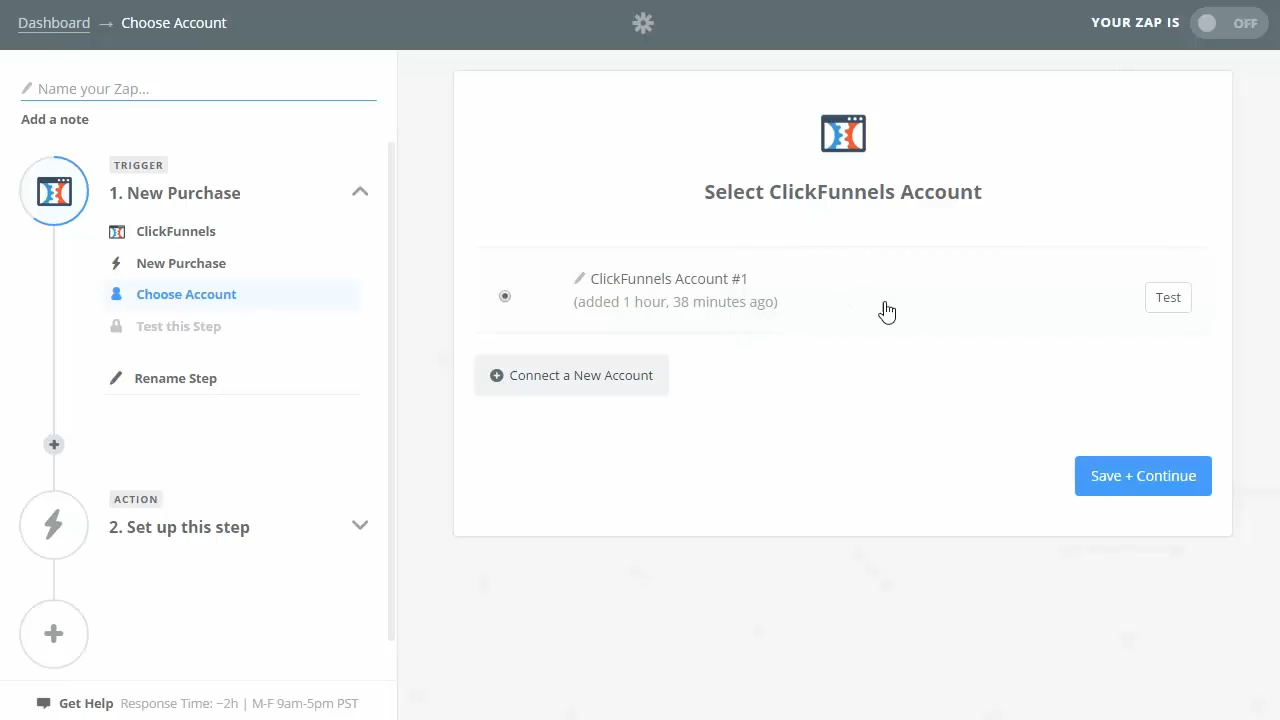 Dashboard → Choose Account
YOUR ZAP IS OFF
Name your Zap...
Add a note
TRIGGER
1. New Purchase
ClickFunnels
New Purchase
Choose Account
Test this Step
Rename Step
ACTION
2. Set up this step
Get Help Response Time: ~2h | M-F 9am-5pm PST
Select ClickFunnels Account
ClickFunnels Account #1
(added 1 hour, 38 minutes ago)
Test
Connect a New Account
Save + Continue